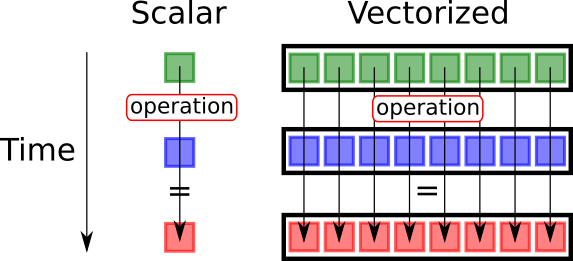 Scalar
Vectorized
operation
operation
Time
=
=